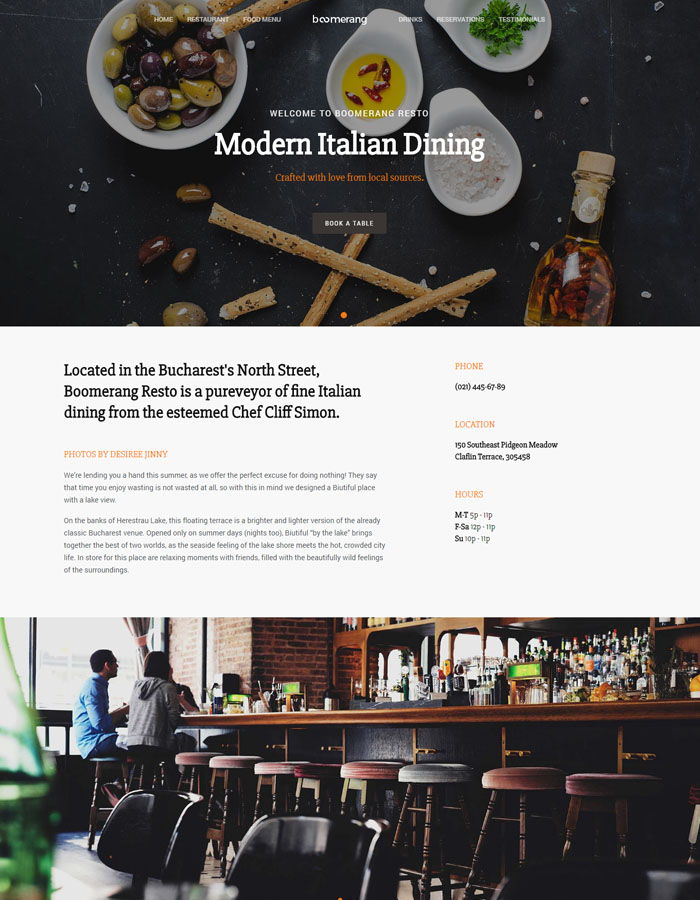 HOME RESTAURANT FOOD MENU boomerang DRINKS RESERVATIONS TESTIMONIALS
WELCOME TO BOOMERANG RESTO
Modern Italian Dining
Crafted with love from local sources.
BOOK A TABLE
Located in the Bucharest's North Street,
Boomerang Resto is a pureveyor of fine Italian
dining from the esteemed Chef Cliff Simon.
PHOTOS BY DESIREE JINNY
We're lending you a hand this summer, as we offer the perfect excuse for doing nothing! They say
that time you enjoy wasting is not wasted at all, so with this in mind we designed a Biutiful place
with a lake view.
On the banks of Herestrau Lake, this floating terrace is a brighter and lighter version of the already
classic Bucharest venue. Opened only on summer days (nights too), Biutiful "by the lake" brings
together the best of two worlds, as the seaside feeling of the lake shore meets the hot, crowded city
life. In store for this place are relaxing moments with friends, filled with the beautifully wild feelings
of the surroundings.
PHONE
(021) 445-67-89
LOCATION
150 Southeast Pidgeon Meadow
Claflin Terrace, 305458
HOURS
M-T 5p - 11p
F-Sa 12p - 11p
Su 10p - 11p